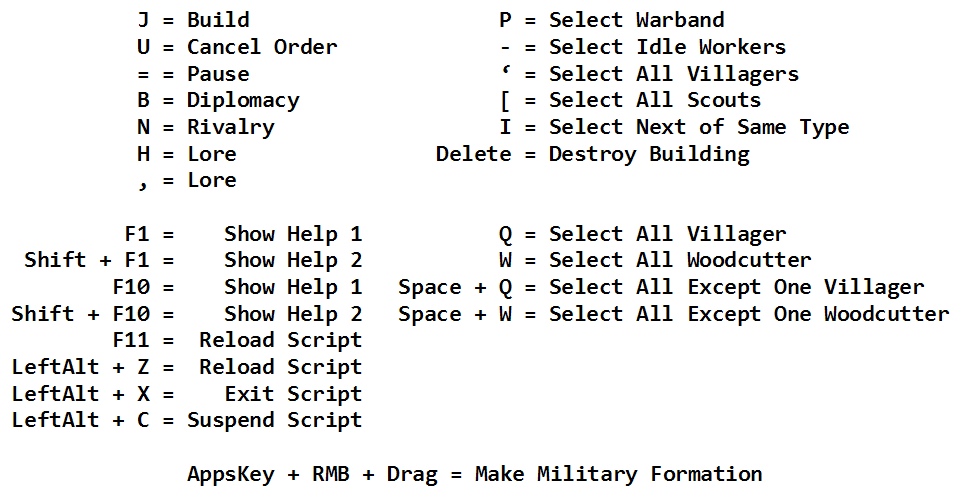 J = Build P = Select Warband
U = Cancel Order - = Select Idle Workers
= = Pause ‘ = Select All Villagers
B = Diplomacy [ = Select All Scouts
N = Rivalry I = Select Next of Same Type
H = Lore Delete = Destroy Building
, = Lore
F1 = Show Help 1 Q = Select All Villager
Shift + F1 = Show Help 2 W = Select All Woodcutter
F10 = Show Help 1 Space + Q = Select All Except One Villager
Shift + F10 = Show Help 2 Space + W = Select All Except One Woodcutter
F11 = Reload Script
LeftAlt + Z = Reload Script
LeftAlt + X = Exit Script
LeftAlt + C = Suspend Script
AppsKey + RMB + Drag = Make Military Formation